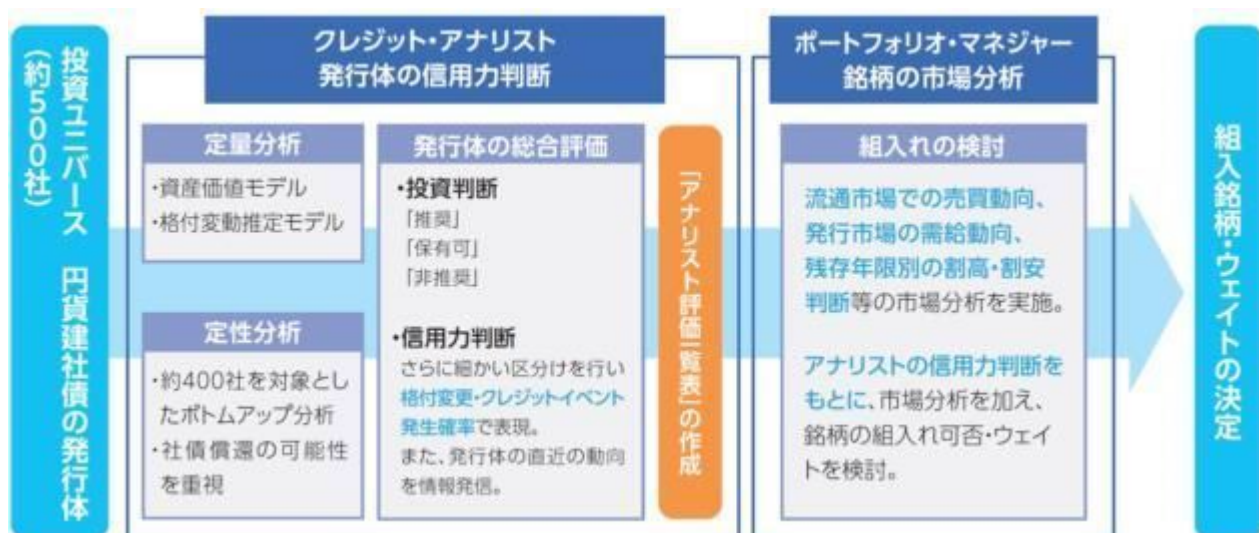 投資ユニバース 円貨建社債の発行体
(約500社)
クレジット・アナリスト
発行体の信用力判断
定量分析
・資産価値モデル
・格付変動推定モデル
定性分析
・約400社を対象とし
たボトムアップ分析
・社債償還の可能性
を重視
発行体の総合評価
・投資判断
「推奨」
「保有可」
「非推奨」
・信用力判断
さらに細かい区分けを行い
格付変更・クレジットイベント
発生確率で表現。
また、発行体の直近の動向
を情報発信。
「アナリスト評価一覧表」の作成
ポートフォリオ・マネジャー
銘柄の市場分析
組入れの検討
流通市場での売買動向、
発行市場の需給動向、
残存年限別の割高・割安
判断等の市場分析を実施。
アナリストの信用力判断を
もとに、市場分析を加え、
銘柄の組入れ可否・ウェイ
トを検討。
組入銘柄・ウェイトの決定